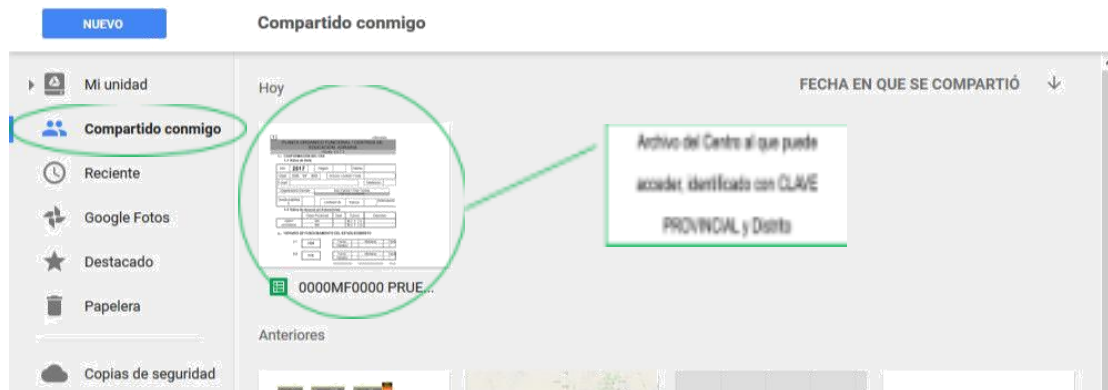 NUEVO
Compartido conmigo
Mi unidad
Compartido conmigo
Reciente
Google Fotos
Destacado
Papelera
Copias de seguridad
Hoy
FECHA EN QUE SE COMPARTIÓ
2017
0000MF0000 PRUE...
Archivo del Centro al que puede
acceder, identificado con CLAVE
PROVINCIAL y Distrito
Anteriores